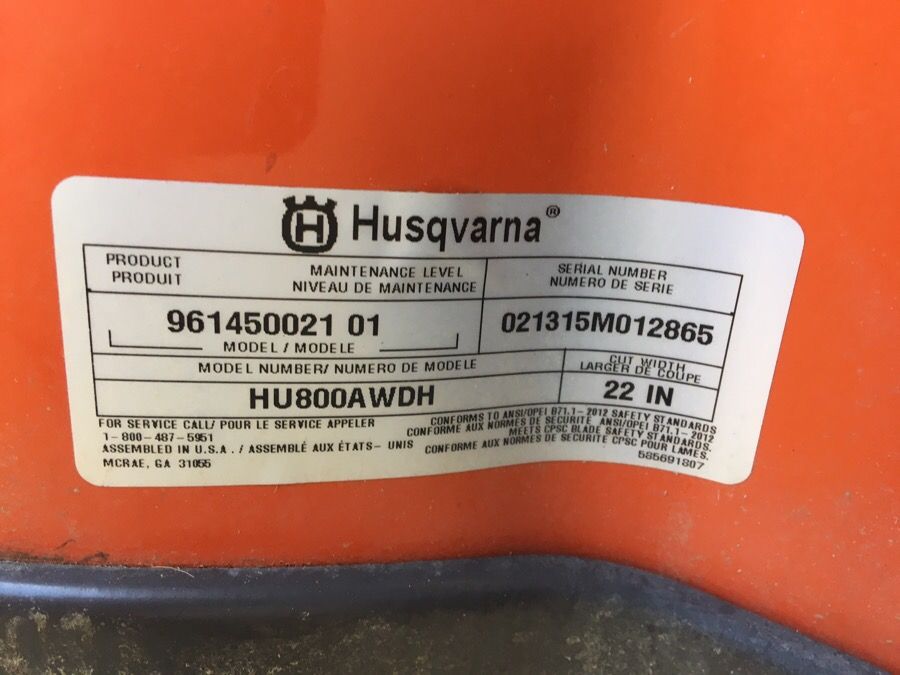 Husqvarna®
PRODUCT
PRODUIT
MAINTENANCE LEVEL
NIVEAU DE MAINTENANCE
SERIAL NUMBER
NUMERO DE SERIE
961450021 01
021315M012865
MODEL / MODELE
MODEL NUMBER/ NUMERO DE MODELE
CUT WIDTH
LARGER DE COUPE
HU800AWDH
22 IN
FOR SERVICE CALL/ POUR LE SERVICE APPELER
1-800-487-5951
ASSEMBLED IN U.S.A. / ASSEMBLÉ AUX ÉTATS- UNIS
MCRAE, GA 31055
CONFORMS TO ANSI/OPEI B71.1- 2012 SAFETY STANDARDS
CONFORME AUX NORMES DE SECURITE ANSI/OPEI B71.1- 2012
MEETS CPSC BLADE SAFETY STANDARDS.
CONFORME AUX NORMES DE SECURITE CPSC POUR LAMES.
585691807